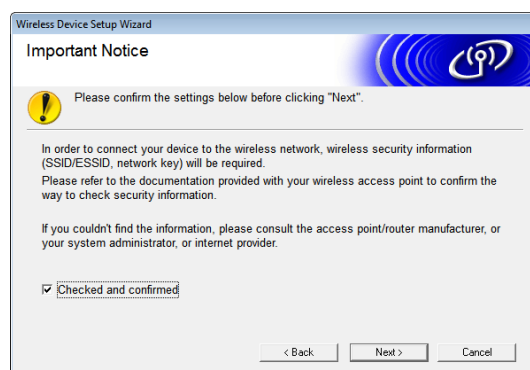 Wireless Device Setup Wizard
Important Notice
Please confirm the settings below before clicking "Next".
In order to connect your device to the wireless network, wireless security information
(SSID/ESSID, network key) will be required.
Please refer to the documentation provided with your wireless access point to confirm the
way to check security information.
If you couldn't find the information, please consult the access point/router manufacturer, or
your system administrator, or internet provider.
Checked and confirmed
< Back
Next >
Cancel